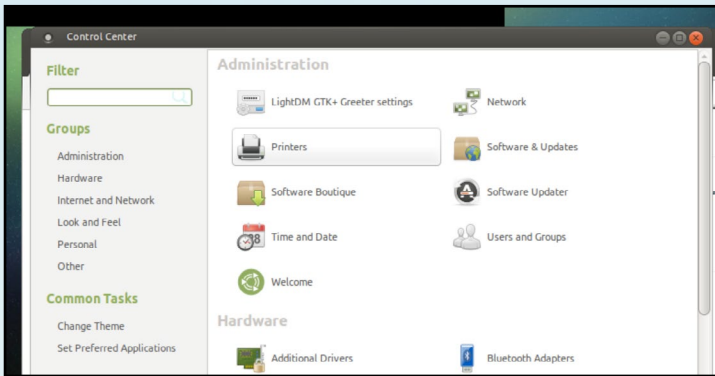 Control Center
Filter
Groups
Administration
Hardware
Internet and Network
Look and Feel
Personal
Other
Common Tasks
Change Theme
Set Preferred Applications
Administration
LightDM GTK+ Greeter settings
Network
Printers
Software & Updates
Software Boutique
Software Updater
Time and Date
Users and Groups
Welcome
Hardware
Additional Drivers
Bluetooth Adapters